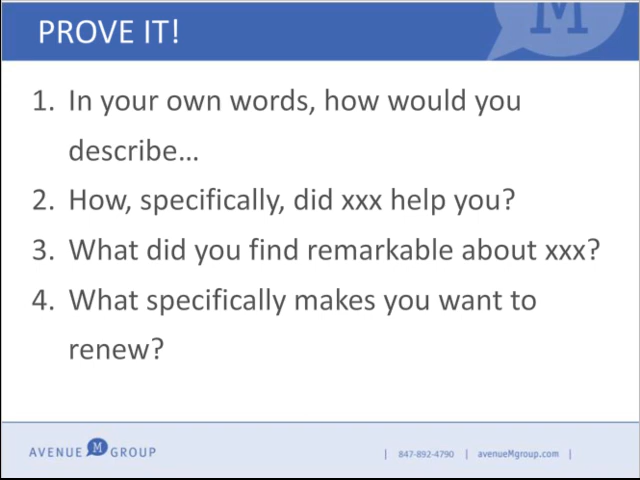 PROVE IT!
M
1. In your own words, how would you
describe…
2. How, specifically, did xxx help you?
3. What did you find remarkable about xxx?
4. What specifically makes you want to
renew?
AVENUE M GROUP
| 847-892-4790 | avenueMgroup.com |